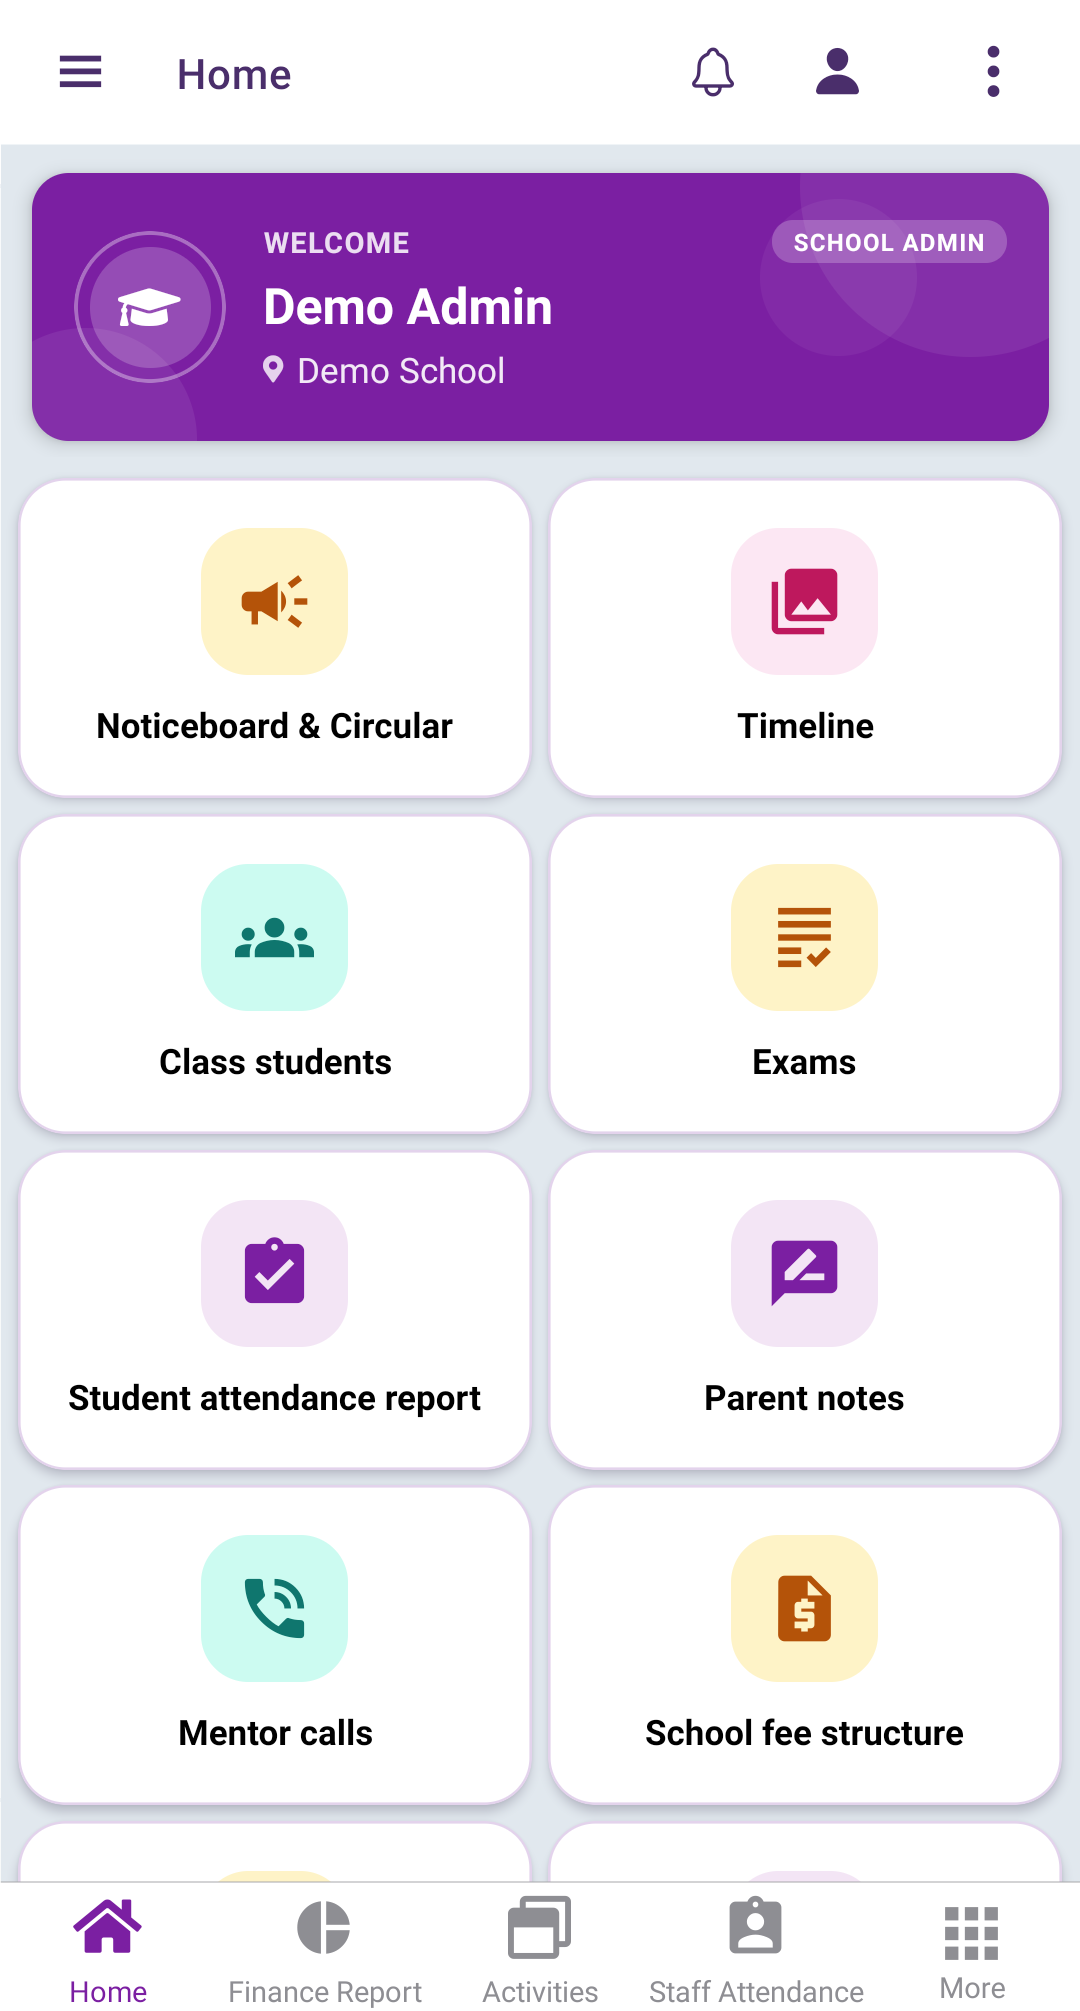 Home
WELCOME
SCHOOL ADMIN
Demo Admin
Demo School
Noticeboard & Circular
Timeline
Class students
Exams
Student attendance report
Parent notes
Mentor calls
School fee structure
Home
Finance Report
Activities
Staff Attendance
More